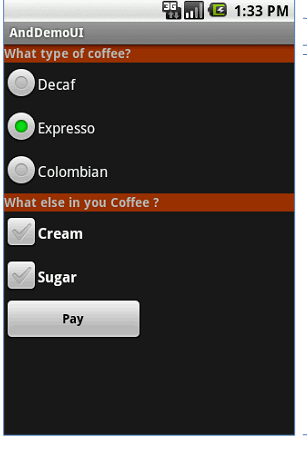 3G 1:33 PM
AndDemoUI
What type of coffee?
Decaf
Expresso
Colombian
What else in you Coffee ?
Cream
Sugar
Pay